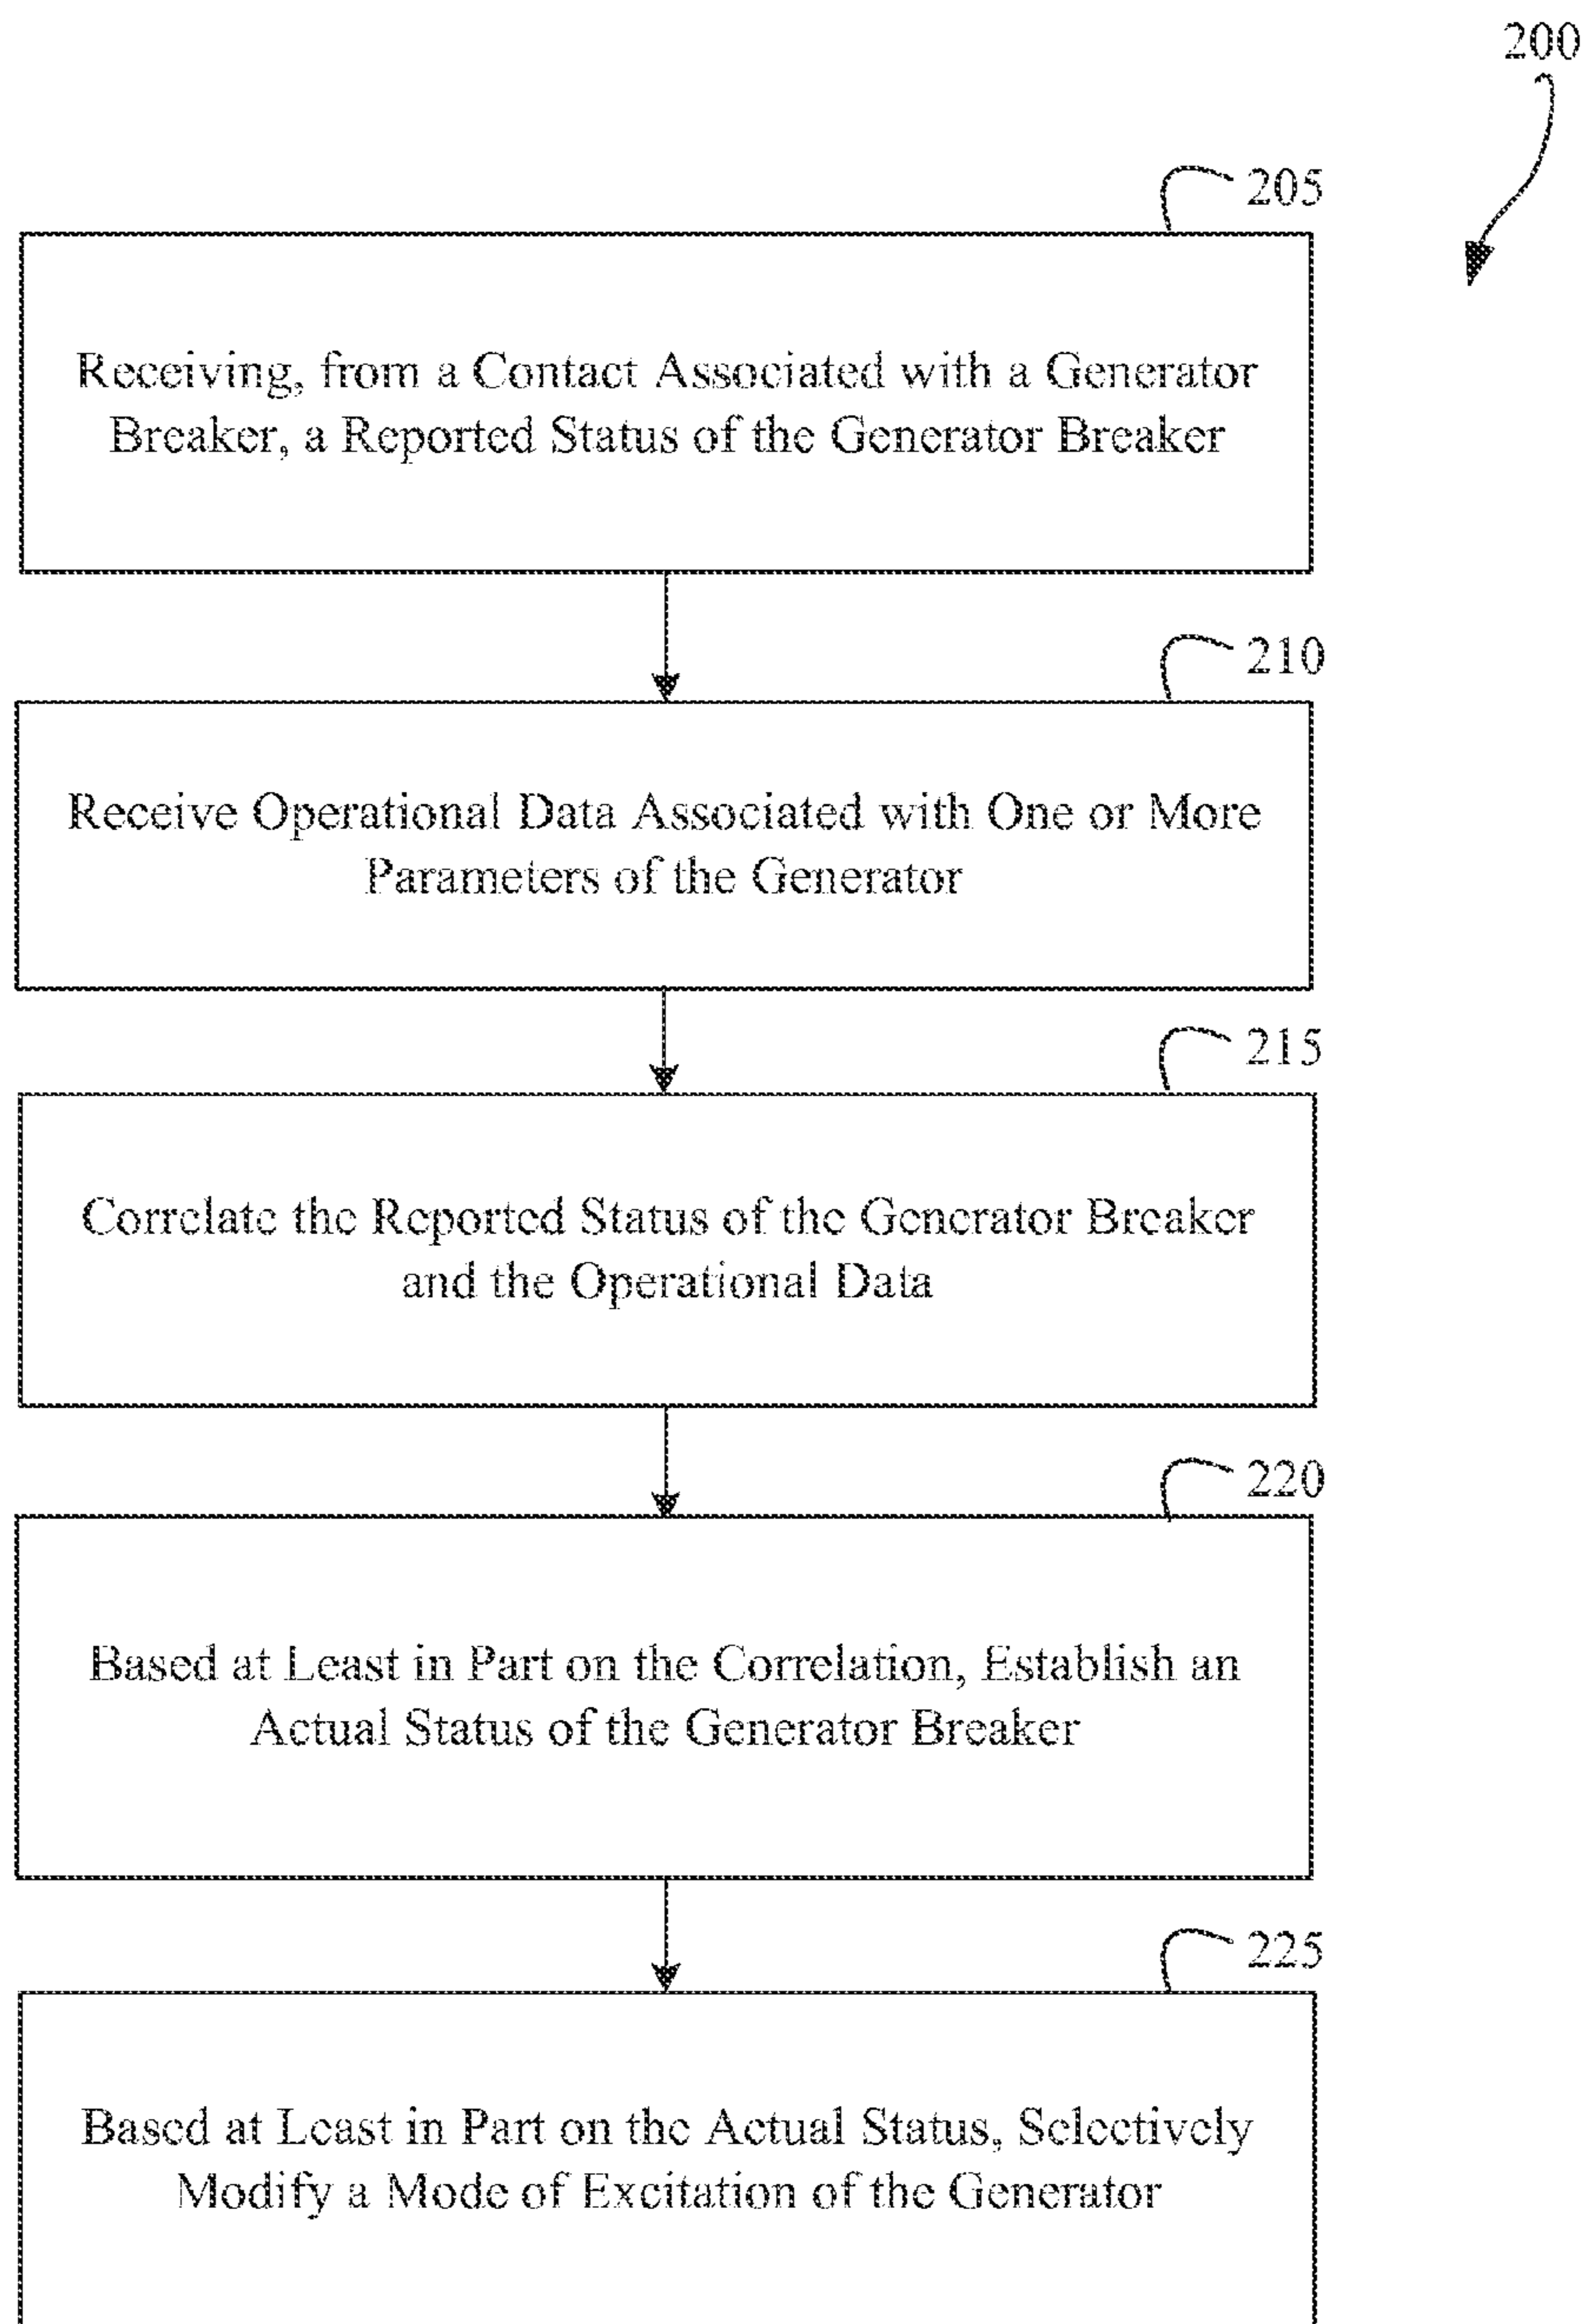 200
205
Receiving, from a Contact Associated with a Generator
Breaker, a Reported Status of the Generator Breaker
210
Receive Operational Data Associated with One or More
Parameters of the Generator
215
Correlate the Reported Status of the Generator Breaker
and the Operational Data
220
Based at Least in Part on the Correlation, Establish an
Actual Status of the Generator Breaker
225
Based at Least in Part on the Actual Status, Selectively
Modify a Mode of Excitation of the Generator